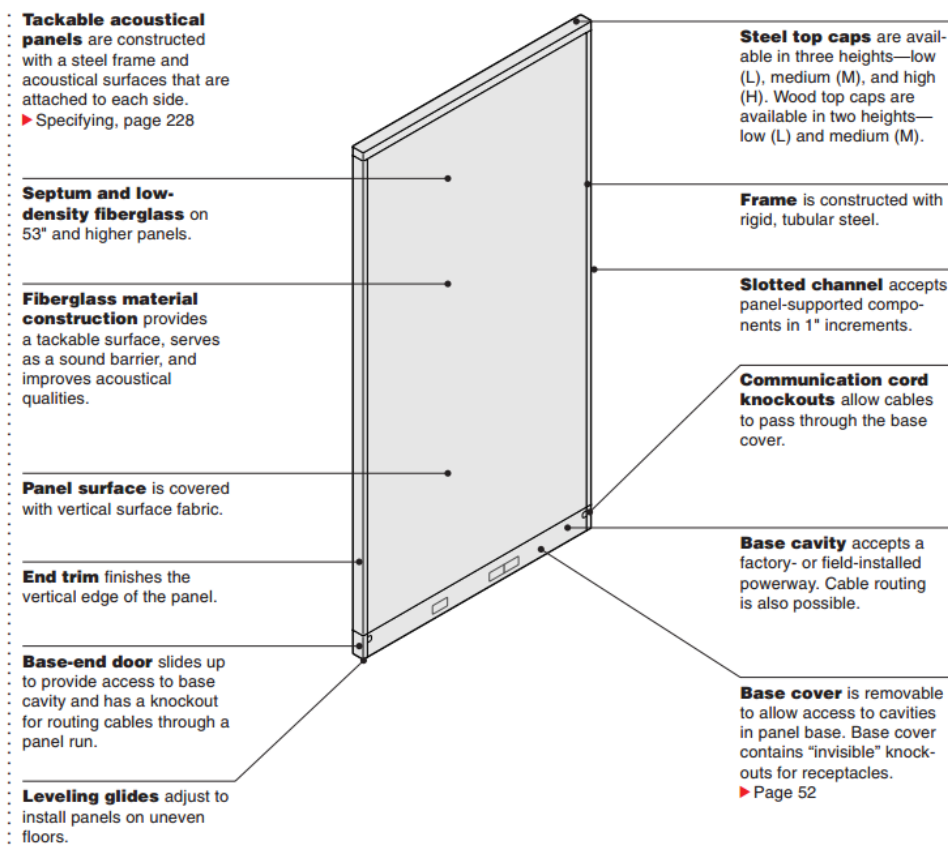 Tackable acoustical
panels are constructed
with a steel frame and
acoustical surfaces that are
attached to each side.
▶ Specifying, page 228
Septum and low-
density fiberglass on
53" and higher panels.
Fiberglass material
construction provides
a tackable surface, serves
as a sound barrier, and
improves acoustical
qualities.
Panel surface is covered
with vertical surface fabric.
End trim finishes the
vertical edge of the panel.
Base-end door slides up
to provide access to base
cavity and has a knockout
for routing cables through a
panel run.
Leveling glides adjust to
install panels on uneven
floors.
Steel top caps are avail-
able in three heights—low
(L), medium (M), and high
(H). Wood top caps are
available in two heights—
low (L) and medium (M).
Frame is constructed with
rigid, tubular steel.
Slotted channel accepts
panel-supported compo-
nents in 1" increments.
Communication cord
knockouts allow cables
to pass through the base
cover.
Base cavity accepts a
factory- or field-installed
powerway. Cable routing
is also possible.
Base cover is removable
to allow access to cavities
in panel base. Base cover
contains “invisible” knock-
outs for receptacles.
▶ Page 52